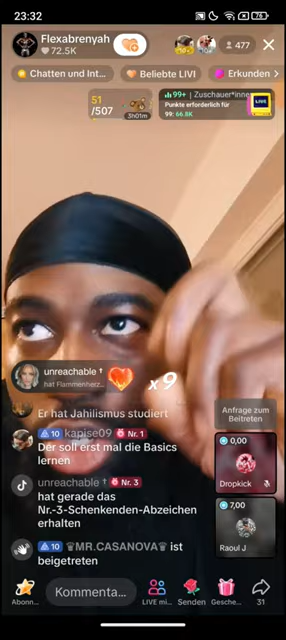 23:32
76
Flexabrenyah
72.5K
477
Chatten und Int...
Beliebte LIVI
Erkunden
51
/507
3h01m
99+ | Zuschauer*inne
Punkte erforderlich für
99: 66.8K
LIVE
unreachable †
hat Flammenherz...
x9
Er hat Jahilismus studiert
10 kapise09 Nr. 1
Der soll erst mal die Basics
lernen
unreachable † Nr. 3
hat gerade das
Nr.-3-Schenkenden-Abzeichen
erhalten
10 ♛MR.CASANOVA♛ ist
beigetreten
Anfrage zum
Beitreten
0,00
Dropkick
7,00
Raoul J
Abonn...
Kommenta...
LIVE mi...
Senden
Gesche...
31